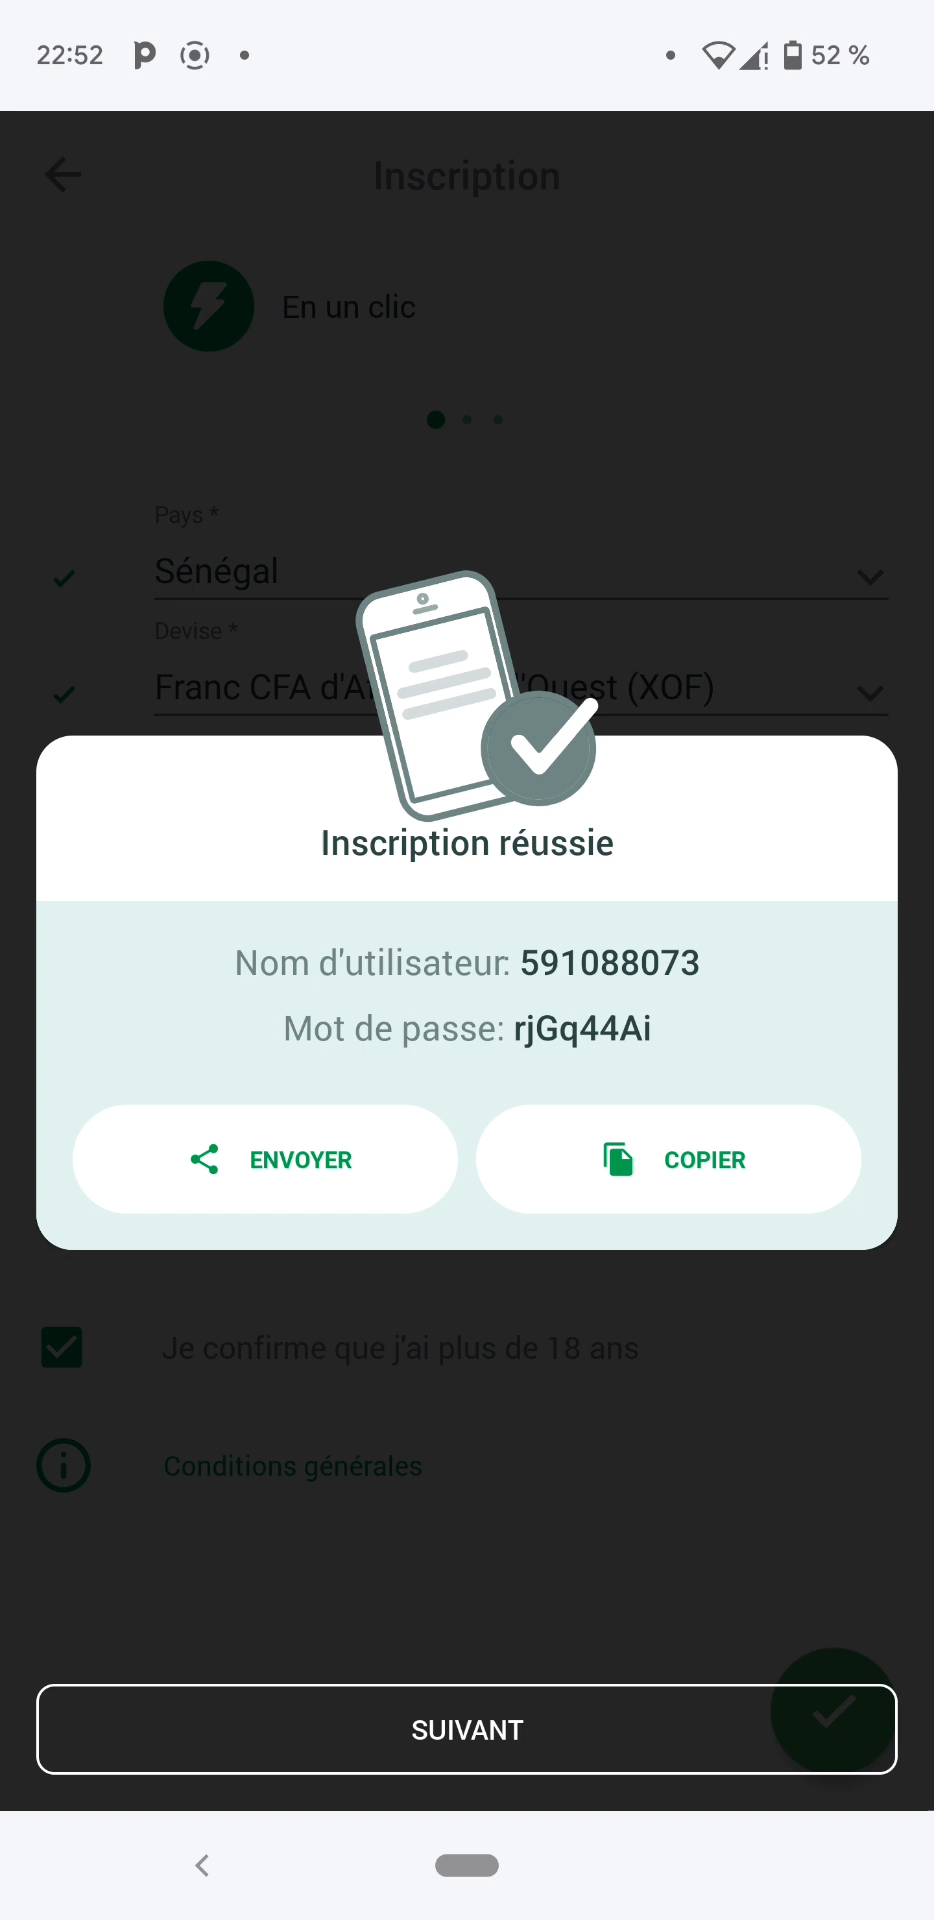 22:52
52 %
Inscription
En un clic
Pays *
Sénégal
Devise *
Franc CFA d'A 'Ouest (XOF)
Inscription réussie
Nom d'utilisateur: 591088073
Mot de passe: rjGq44Ai
ENVOYER
COPIER
Je confirme que j'ai plus de 18 ans
Conditions générales
SUIVANT